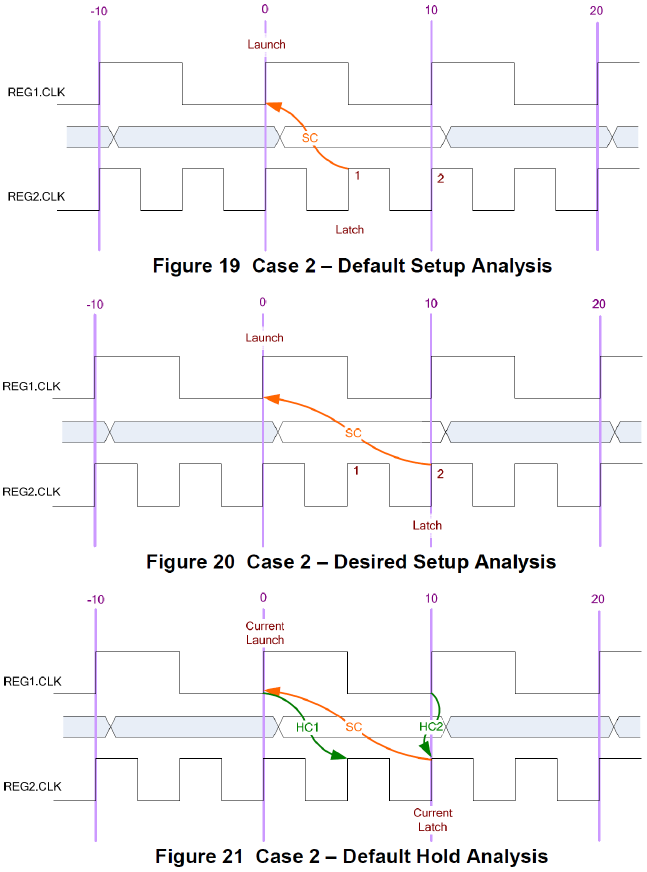 -10 0 10 20
Launch
REG1.CLK
SC
1 2
REG2.CLK
Latch
Figure 19 Case 2 – Default Setup Analysis
-10 0 10 20
Launch
REG1.CLK
SC
1 2
REG2.CLK
Latch
Figure 20 Case 2 – Desired Setup Analysis
-10 0 10 20
Current
Launch
REG1.CLK
HC1 SC HC2
REG2.CLK
Current
Latch
Figure 21 Case 2 – Default Hold Analysis